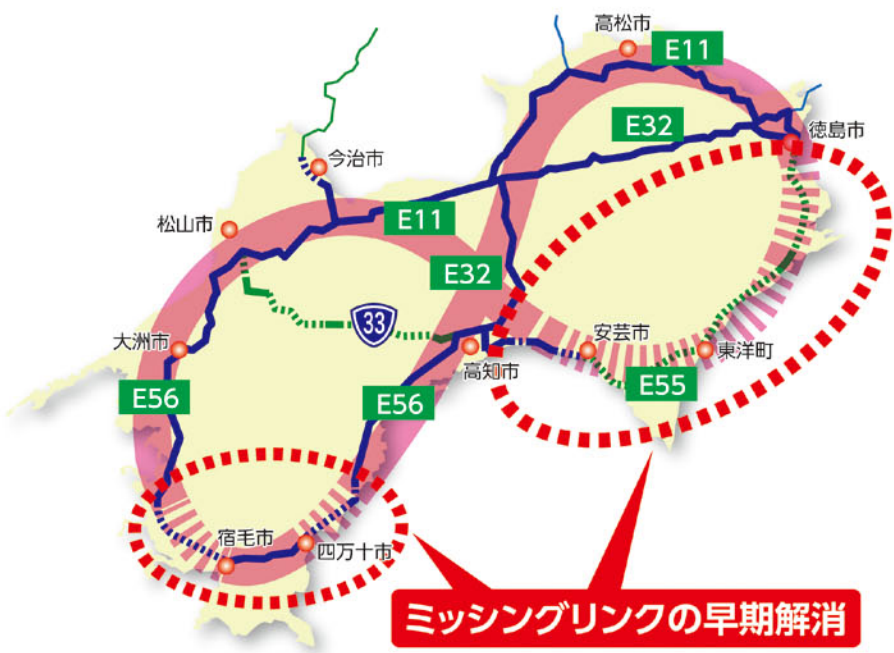 高松市
E11
E32
徳島市
今治市
松山市
E11
E32
33
大洲市
高知市
安芸市
東洋町
E56
E56
E55
宿毛市
四万十市
ミッシングリンクの早期解消